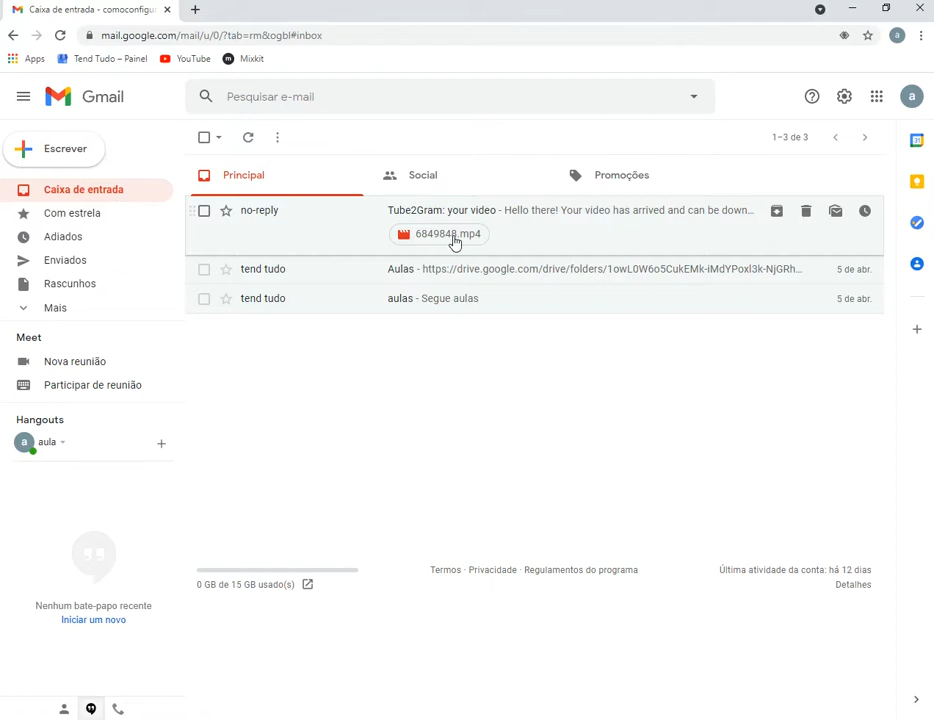 Caixa de entrada - comoconfigu
mail.google.com/mail/u/0/?tab=rm&ogbl#inbox
Apps Tend Tudo – Painel YouTube m Mixkit
a
Gmail
Pesquisar e-mail
a
Escrever
1–3 de 3
Caixa de entrada
Principal Social Promoções
Com estrela
no-reply Tube2Gram: your video - Hello there! Your video has arrived and can be down...
6849848.mp4
Adiados
Enviados
tend tudo Aulas - https://drive.google.com/drive/folders/1owL0W6o5CukEMk-iMdYPoxl3k-NjGRh... 5 de abr.
Rascunhos
tend tudo aulas - Segue aulas 5 de abr.
Mais
Meet
Nova reunião
Participar de reunião
Hangouts
a aula
0 GB de 15 GB usado(s)
Termos · Privacidade · Regulamentos do programa
Última atividade da conta: há 12 dias
Detalhes
Nenhum bate-papo recente
Iniciar um novo
31